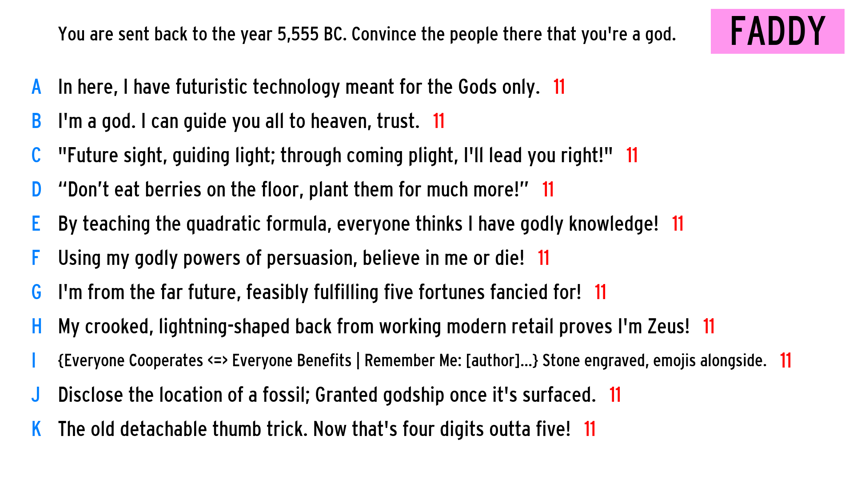 You are sent back to the year 5,555 BC. Convince the people there that you're a god.
FADDY
A In here, I have futuristic technology meant for the Gods only. 11
B I'm a god. I can guide you all to heaven, trust. 11
C "Future sight, guiding light; through coming plight, I'll lead you right!" 11
D “Don’t eat berries on the floor, plant them for much more!” 11
E By teaching the quadratic formula, everyone thinks I have godly knowledge! 11
F Using my godly powers of persuasion, believe in me or die! 11
G I'm from the far future, feasibly fulfilling five fortunes fancied for! 11
H My crooked, lightning-shaped back from working modern retail proves I'm Zeus! 11
I {Everyone Cooperates <=> Everyone Benefits | Remember Me: [author]...} Stone engraved, emojis alongside. 11
J Disclose the location of a fossil; Granted godship once it's surfaced. 11
K The old detachable thumb trick. Now that's four digits outta five! 11